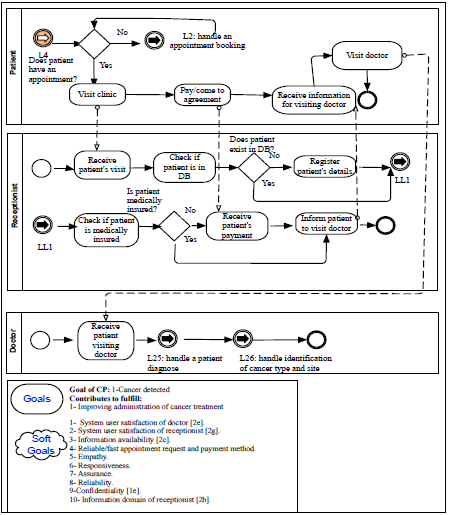 Patient
L4
Does patient
have an
appointment?
No
Yes
L2: handle an
appointment booking
Visit doctor
Visit clinic
Pay/come to
agreement
Receive information
for visiting doctor
Receptionist
Receive
patient's visit
Check if
patient is in
DB
Does patient
exist in DB?
No
Yes
Register
patient's details
LL1
Is patient
medically
insured?
LL1
Check if patient
is medically
insured
No
Yes
Receive
patient's
payment
Inform patient
to visit doctor
Doctor
Receive
patient
visiting
doctor
L25: handle a patient
diagnose
L26: handle identification
of cancer type and site
Goals
Soft
Goals
Goal of CP: 1-Cancer detected
Contributes to fulfill:
1- Improving administration of cancer treatment
1- System user satisfaction of doctor [2e].
2- System user satisfaction of receptionist [2g].
3- Information availability [2c].
4- Reliable/fast appointment request and payment method.
5- Empathy.
6- Responsiveness.
7- Assurance.
8- Reliability.
9-Confidentiality [1e].
10- Information domain of receptionist [2b].